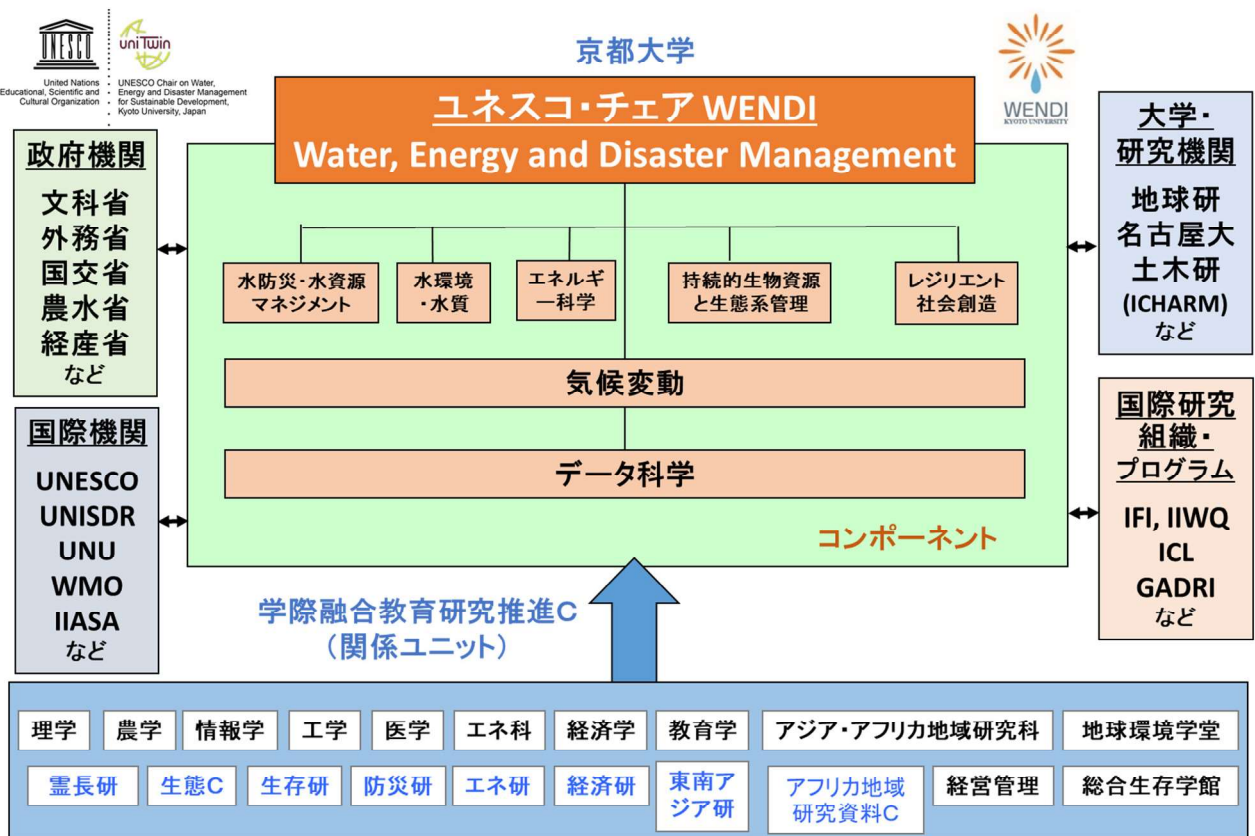 UNESCO
United Nations
Educational, Scientific and
Cultural Organization
uniTwin
UNESCO Chair on Water,
Energy and Disaster Management
for Sustainable Development,
Kyoto University, Japan
京都大学
WENDI
KYOTO UNIVERSITY
ユネスコ・チェア WENDI
Water, Energy and Disaster Management
政府機関
文科省
外務省
国交省
農水省
経産省
など
国際機関
UNESCO
UNISDR
UNU
WMO
IIASA
など
水防災・水資源
マネジメント
水環境
・水質
エネルギ
ー科学
持続的生物資源
と生態系管理
レジリエント
社会創造
気候変動
データ科学
コンポーネント
大学・
研究機関
地球研
名古屋大
土木研
(ICHARM)
など
国際研究
組織・
プログラム
IFI, IIWQ
ICL
GADRI
など
学際融合教育研究推進C
（関係ユニット）
理学
農学
情報学
工学
医学
エネ科
経済学
教育学
アジア・アフリカ地域研究科
地球環境学堂
霊長研
生態C
生存研
防災研
エネ研
経済研
東南ア
ジア研
アフリカ地域
研究資料C
経営管理
総合生存学館